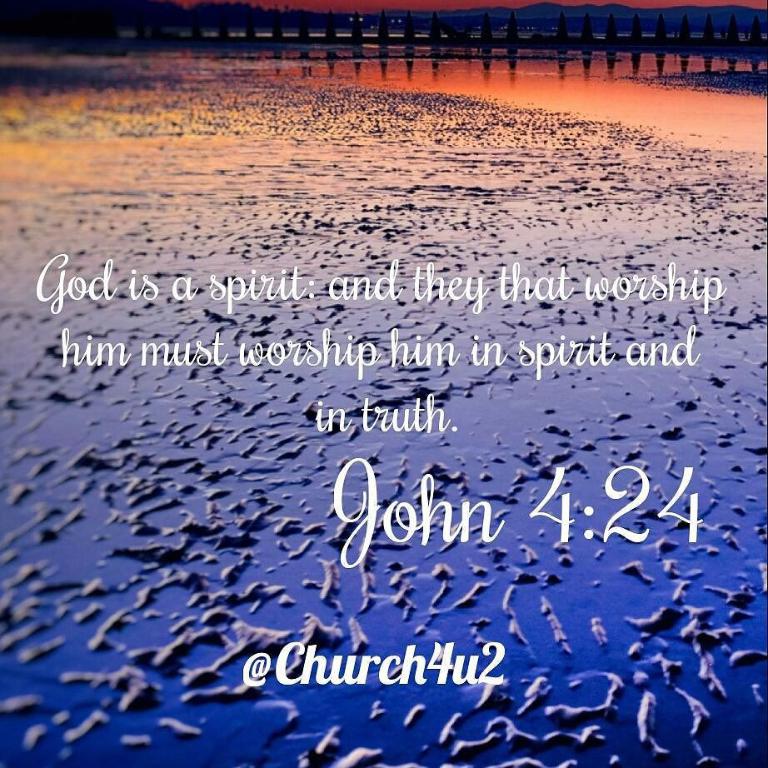 God is a spirit: and they that worship
him must worship him in spirit and
in truth.
John 4:24
@Church4u2